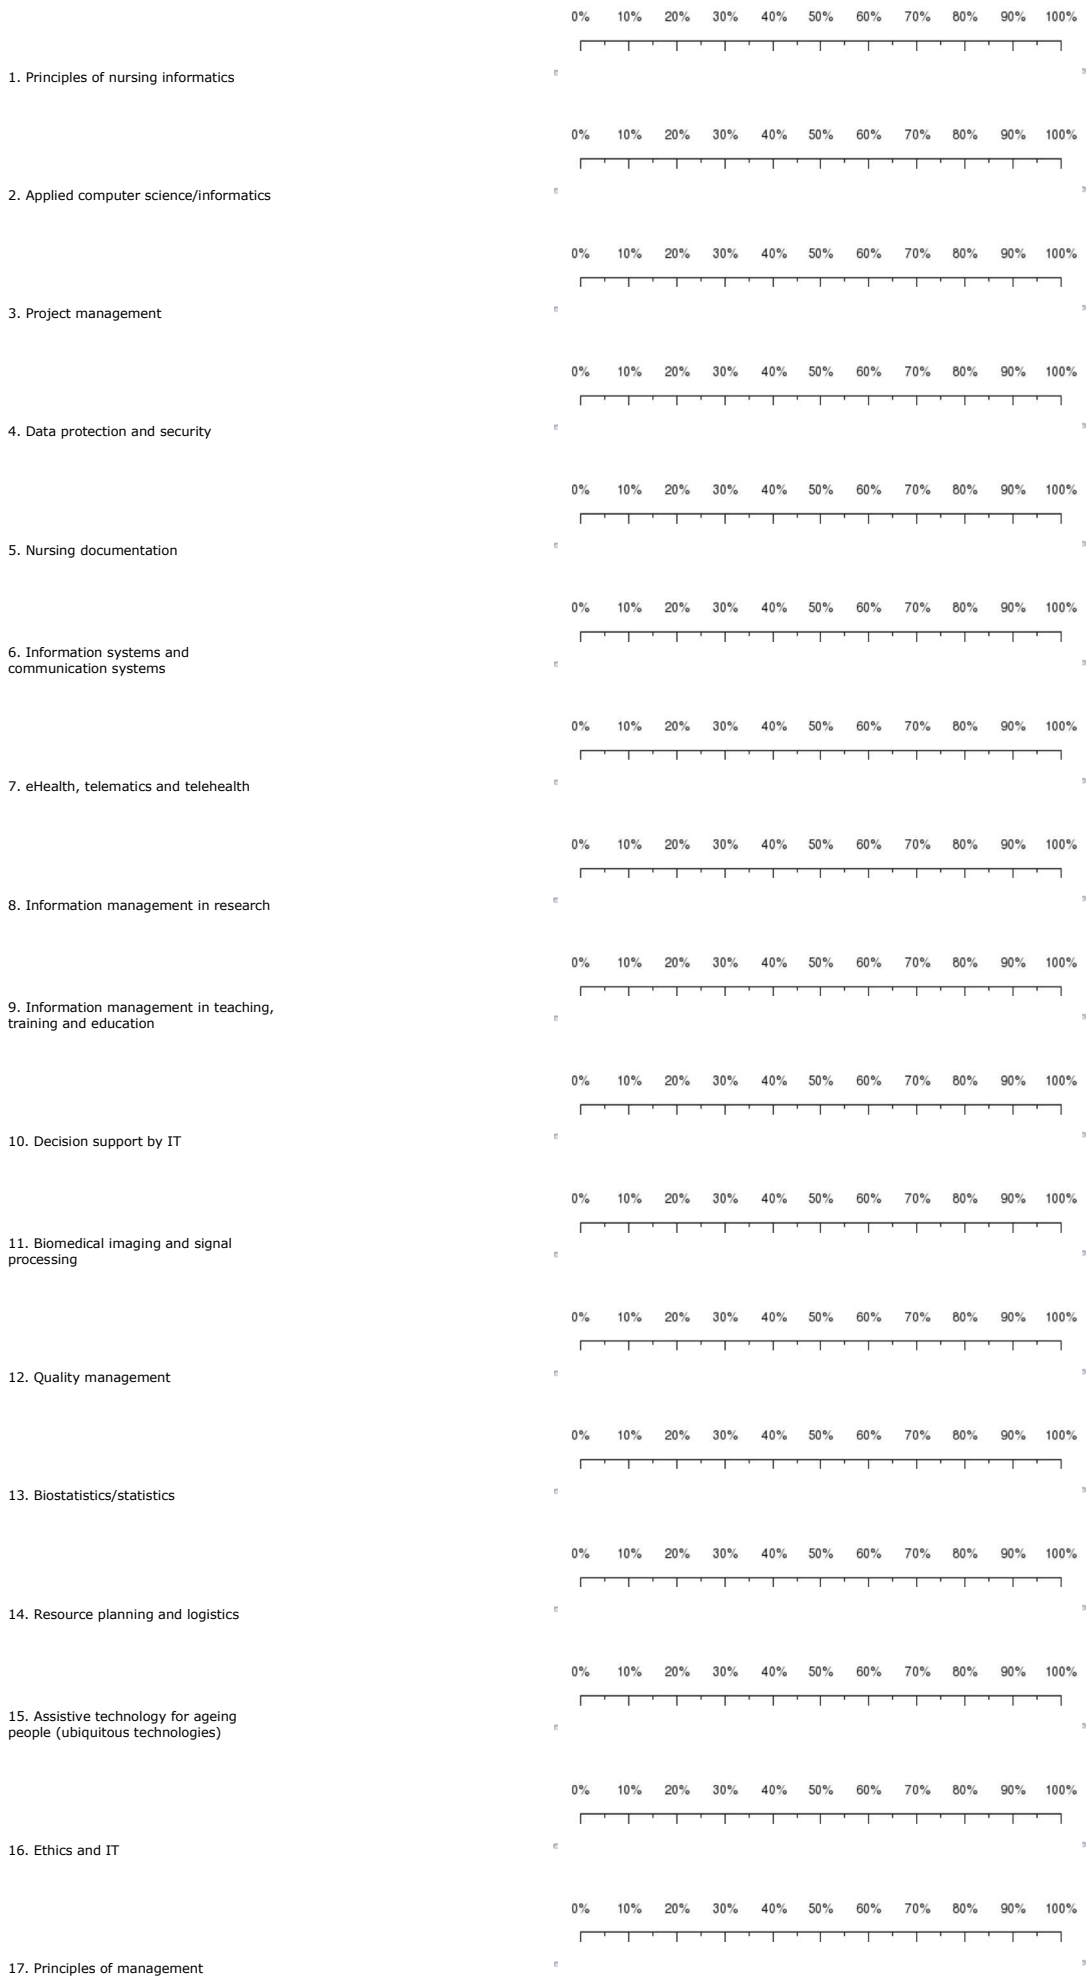 0% 10% 20% 30% 40% 50% 60% 70% 80% 90% 100%
1. Principles of nursing informatics
0% 10% 20% 30% 40% 50% 60% 70% 80% 90% 100%
2. Applied computer science/informatics
0% 10% 20% 30% 40% 50% 60% 70% 80% 90% 100%
3. Project management
0% 10% 20% 30% 40% 50% 60% 70% 80% 90% 100%
4. Data protection and security
0% 10% 20% 30% 40% 50% 60% 70% 80% 90% 100%
5. Nursing documentation
0% 10% 20% 30% 40% 50% 60% 70% 80% 90% 100%
6. Information systems and
communication systems
0% 10% 20% 30% 40% 50% 60% 70% 80% 90% 100%
7. eHealth, telematics and telehealth
0% 10% 20% 30% 40% 50% 60% 70% 80% 90% 100%
8. Information management in research
0% 10% 20% 30% 40% 50% 60% 70% 80% 90% 100%
9. Information management in teaching,
training and education
0% 10% 20% 30% 40% 50% 60% 70% 80% 90% 100%
10. Decision support by IT
0% 10% 20% 30% 40% 50% 60% 70% 80% 90% 100%
11. Biomedical imaging and signal
processing
0% 10% 20% 30% 40% 50% 60% 70% 80% 90% 100%
12. Quality management
0% 10% 20% 30% 40% 50% 60% 70% 80% 90% 100%
13. Biostatistics/statistics
0% 10% 20% 30% 40% 50% 60% 70% 80% 90% 100%
14. Resource planning and logistics
0% 10% 20% 30% 40% 50% 60% 70% 80% 90% 100%
15. Assistive technology for ageing
people (ubiquitous technologies)
0% 10% 20% 30% 40% 50% 60% 70% 80% 90% 100%
16. Ethics and IT
0% 10% 20% 30% 40% 50% 60% 70% 80% 90% 100%
17. Principles of management